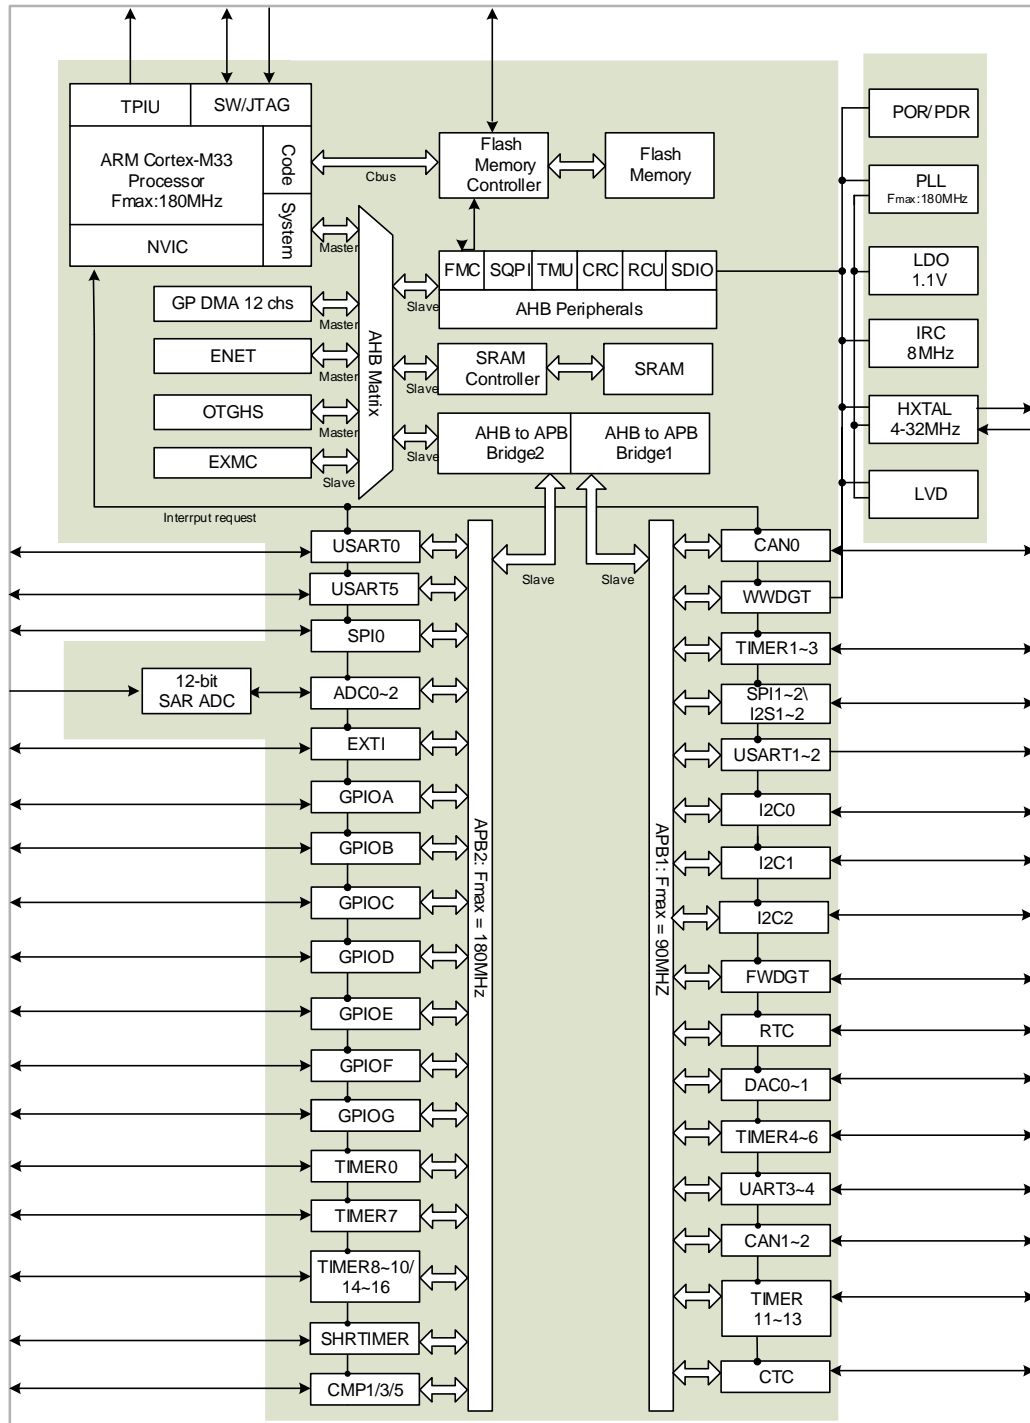 TPIU
SW/JTAG
ARM Cortex-M33
Processor
Fmax:180MHz
Code
System
NVIC
Cbus
Flash
Memory
Controller
Flash
Memory
POR/PDR
PLL
Fmax:180MHz
LDO
1.1V
IRC
8MHz
HXTAL
4-32MHz
LVD
Master
GP DMA 12 chs
Master
ENET
Master
OTGHS
Master
EXMC
Slave
AHB Matrix
Slave
FMC
SQPI
TMU
CRC
RCU
SDIO
AHB Peripherals
Slave
SRAM
Controller
SRAM
Slave
AHB to APB
Bridge2
AHB to APB
Bridge1
Interrput request
Slave
Slave
USART0
USART5
SPI0
12-bit
SAR ADC
ADC0~2
EXTI
GPIOA
GPIOB
GPIOC
GPIOD
GPIOE
GPIOF
GPIOG
TIMER0
TIMER7
TIMER8~10/
14~16
SHRTIMER
CMP1/3/5
APB2: Fmax = 180MHz
APB1: Fmax = 90MHZ
CAN0
WWDGT
TIMER1~3
SPI1~2\
I2S1~2
USART1~2
I2C0
I2C1
I2C2
FWDGT
RTC
DAC0~1
TIMER4~6
UART3~4
CAN1~2
TIMER
11~13
CTC